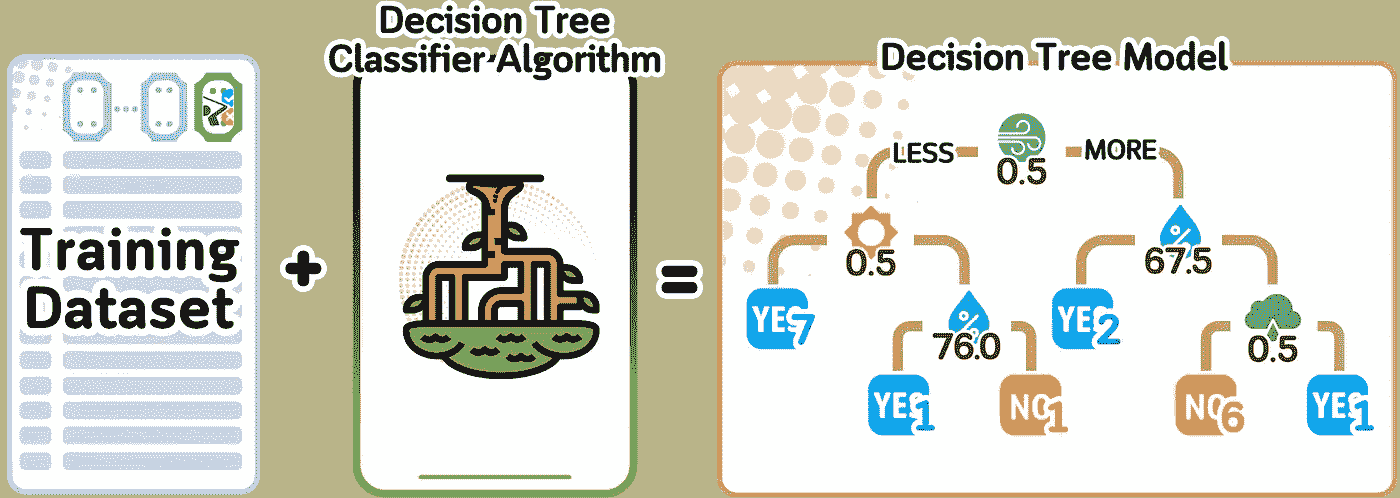 Decision Tree
Classifier Algorithm
Decision Tree Model
Training
Dataset
+
=
LESS
MORE
0.5
0.5
%
67.5
YES 7
%
76.0
YES 2
0.5
YES 1
NO 1
NO 6
YES 1